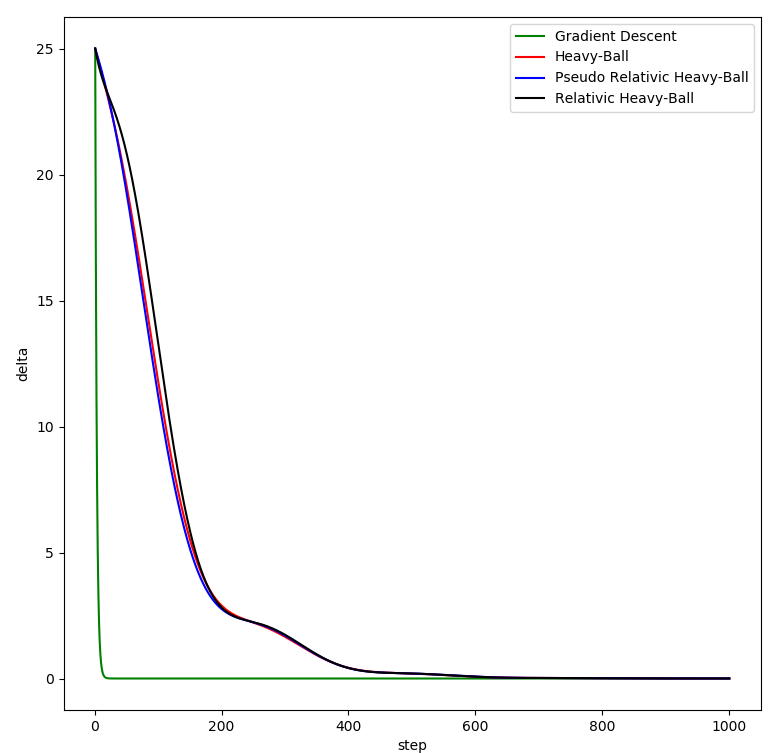 Gradient Descent
Heavy-Ball
Pseudo Relativic Heavy-Ball
Relativic Heavy-Ball
25
20
15
10
5
0
delta
0 200 400 600 800 1000
step